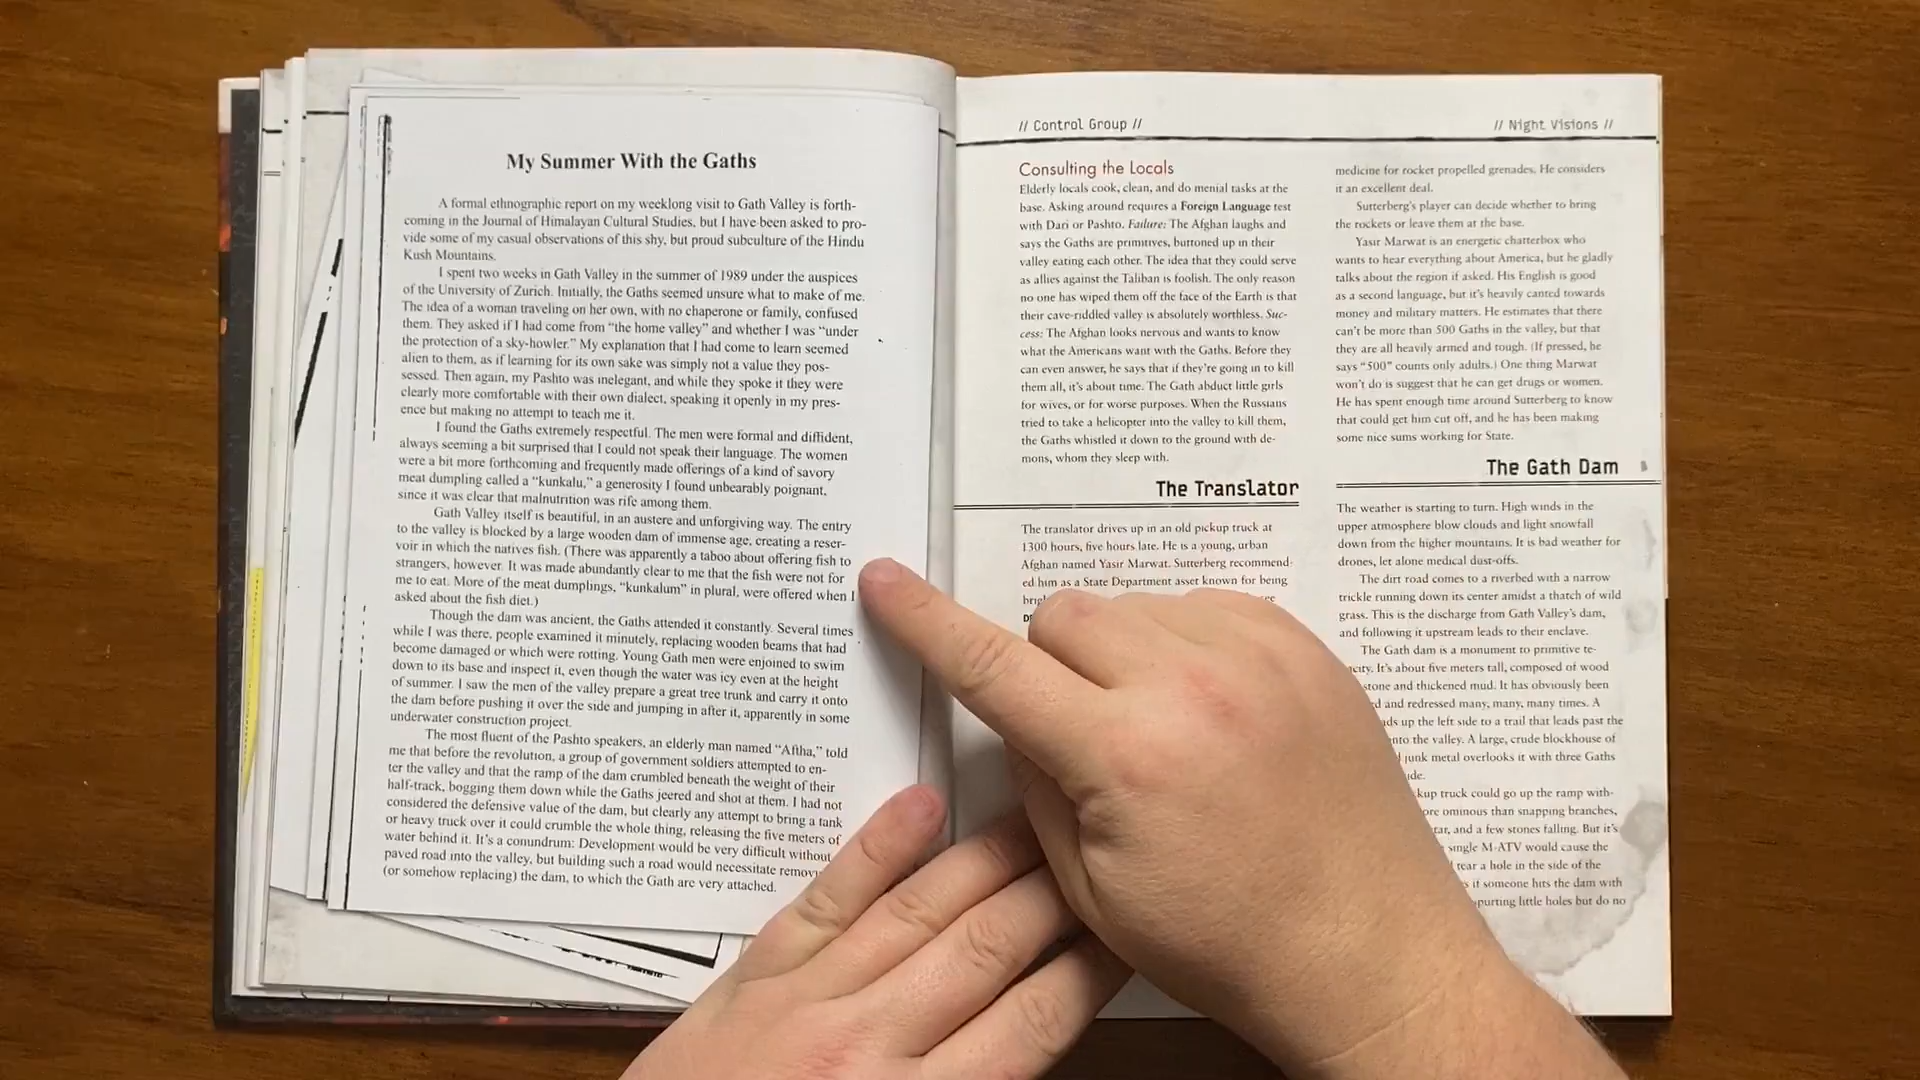 My Summer With the Gaths
A formal ethnographic report on my weeklong visit to Gath Valley is forth-
coming in the Journal of Himalayan Cultural Studies, but I have been asked to pro-
vide some of my casual observations of this shy, but proud subculture of the Hindu
Kush Mountains.
I spent two weeks in Gath Valley in the summer of 1989 under the auspices
of the University of Zurich. Initially, the Gaths seemed unsure what to make of me.
The idea of a woman traveling on her own, with no chaperone or family, confused
them. They asked if I had come from “the home valley” and whether I was “under
the protection of a sky-howler.” My explanation that I had come to learn seemed
alien to them, as if learning for its own sake was simply not a value they pos-
sessed. Then again, my Pashto was inelegant, and while they spoke it they were
clearly more comfortable with their own dialect, speaking it openly in my pres-
ence but making no attempt to teach me it.
I found the Gaths extremely respectful. The men were formal and diffident,
always seeming a bit surprised that I could not speak their language. The women
were a bit more forthcoming and frequently made offerings of a kind of savory
meat dumpling called a “kunkalu,” a generosity I found unbearably poignant,
since it was clear that malnutrition was rife among them.
Gath Valley itself is beautiful, in an austere and unforgiving way. The entry
to the valley is blocked by a large wooden dam of immense age, creating a reser-
voir in which the natives fish. (There was apparently a taboo about offering fish to
strangers, however. It was made abundantly clear to me that the fish were not for
me to eat. More of the meat dumplings, “kunkalum” in plural, were offered when I
asked about the fish diet.)
Though the dam was ancient, the Gaths attended it constantly. Several times
while I was there, people examined it minutely, replacing wooden beams that had
become damaged or which were rotting. Young Gath men were enjoined to swim
down to its base and inspect it, even though the water was icy even at the height
of summer. I saw the men of the valley prepare a great tree trunk and carry it onto
the dam before pushing it over the side and jumping in after it, apparently in some
underwater construction project.
The most fluent of the Pashto speakers, an elderly man named “Aftha,” told
me that before the revolution, a group of government soldiers attempted to en-
ter the valley and that the ramp of the dam crumbled beneath the weight of their
half-track, bogging them down while the Gaths jeered and shot at them. I had not
considered the defensive value of the dam, but clearly any attempt to bring a tank
or heavy truck over it could crumble the whole thing, releasing the five meters of
water behind it. It’s a conundrum: Development would be very difficult without
paved road into the valley, but building such a road would necessitate remov
(or somehow replacing) the dam, to which the Gath are very attached.
// Control Group //
// Night Visions //
Consulting the Locals
Elderly locals cook, clean, and do menial tasks at the
base. Asking around requires a Foreign Language test
with Dari or Pashto. Failure: The Afghan laughs and
says the Gaths are primitives, buttoned up in their
valley eating each other. The idea that they could serve
as allies against the Taliban is foolish. The only reason
no one has wiped them off the face of the Earth is that
their cave-riddled valley is absolutely worthless. Suc-
cess: The Afghan looks nervous and wants to know
what the Americans want with the Gaths. Before they
can even answer, he says that if they’re going in to kill
them all, it’s about time. The Gath abduct little girls
for wives, or for worse purposes. When the Russians
tried to take a helicopter into the valley to kill them,
the Gaths whistled it down to the ground with de-
mons, whom they sleep with.
The Translator
The translator drives up in an old pickup truck at
1300 hours, five hours late. He is a young, urban
Afghan named Yasir Marwat. Sutterberg recommend-
ed him as a State Department asset known for being
medicine for rocket propelled grenades. He considers
it an excellent deal.
Sutterberg’s player can decide whether to bring
the rockets or leave them at the base.
Yasir Marwat is an energetic chatterbox who
wants to hear everything about America, but he gladly
talks about the region if asked. His English is good
as a second language, but it’s heavily canted towards
money and military matters. He estimates that there
can’t be more than 500 Gaths in the valley, but that
they are all heavily armed and tough. (If pressed, he
says “500” counts only adults.) One thing Marwat
won’t do is suggest that he can get drugs or women.
He has spent enough time around Sutterberg to know
that could get him cut off, and he has been making
some nice sums working for State.
The Gath Dam
The weather is starting to turn. High winds in the
upper atmosphere blow clouds and light snowfall
down from the higher mountains. It is bad weather for
drones, let alone medical dust-offs.
The dirt road comes to a riverbed with a narrow
trickle running down its center amidst a thatch of wild
grass. This is the discharge from Gath Valley’s dam,
and following it upstream leads to their enclave.
The Gath dam is a monument to primitive te-
It’s about five meters tall, composed of wood
stone and thickened mud. It has obviously been
and redressed many, many, many times. A
up the left side to a trail that leads past the
into the valley. A large, crude blockhouse of
junk metal overlooks it with three Gaths
truck could go up the ramp with-
ominous than snapping branches,
and a few stones falling. But it’s
single M-ATV would cause the
tear a hole in the side of the
if someone hits the dam with
spurting little holes but do no